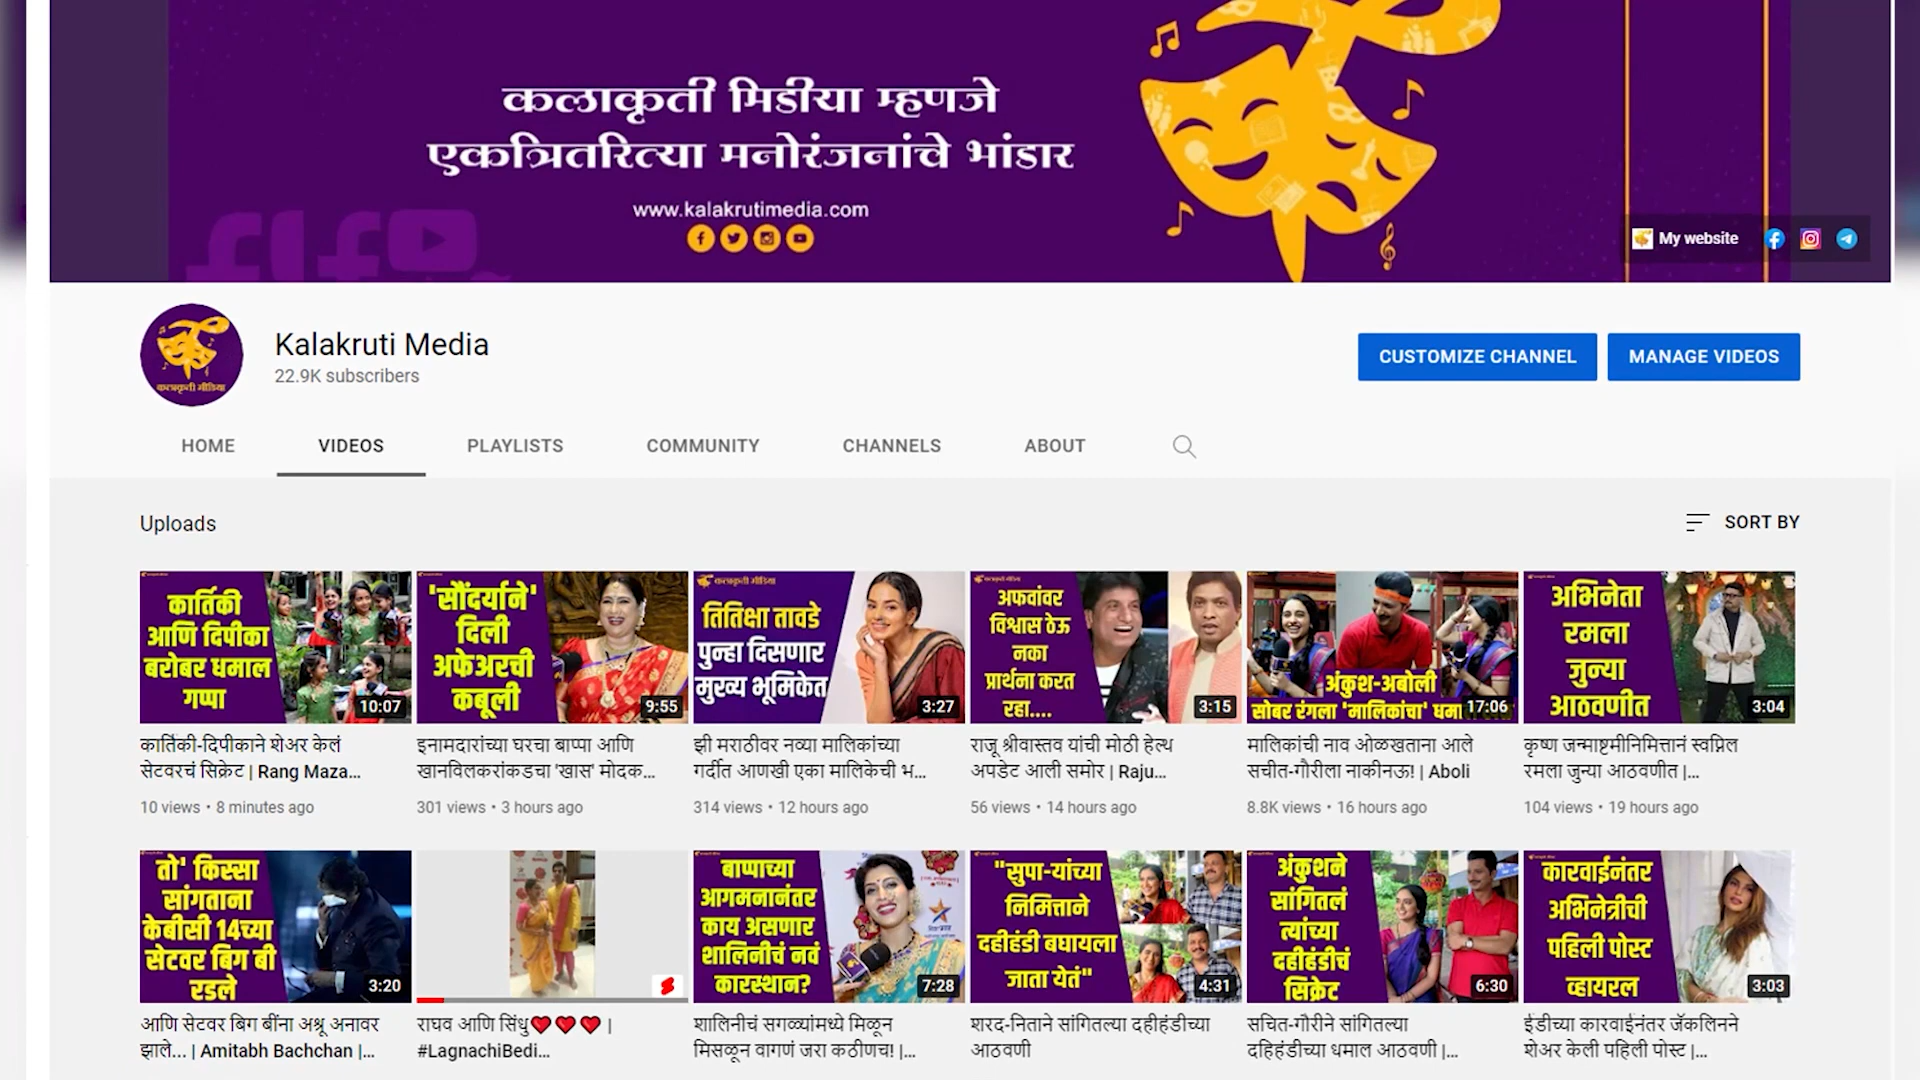 कलाकृती मिडीया म्हणजे
एकत्रितरित्या मनोरंजनांचे भांडार
www.kalakrutimedia.com
My website
कलाकृती मीडिया
Kalakruti Media
22.9K subscribers
CUSTOMIZE CHANNEL
MANAGE VIDEOS
HOME
VIDEOS
PLAYLISTS
COMMUNITY
CHANNELS
ABOUT
Uploads
SORT BY
कार्तिकी
आणि दिपीका
बरोबर धमाल
गप्पा
10:07
कार्तिकी-दिपीकाने शेअर केलं
सेटवरचं सिक्रेट | Rang Maza...
10 views • 8 minutes ago
'सौंदर्याने'
दिली
अफेअरची
कबूली
9:55
इनामदारांच्या घरचा बाप्पा आणि
खानविलकरांकडचा 'खास' मोदक...
301 views • 3 hours ago
कलाकृती मीडिया
तितिक्षा तावडे
पुन्हा दिसणार
मुख्य भूमिकेत
3:27
झी मराठीवर नव्या मालिकांच्या
गर्दीत आणखी एका मालिकेची भ...
314 views • 12 hours ago
कलाकृती मीडिया
अफवांवर
विश्वास ठेऊ
नका
प्रार्थना करत
रहा....
3:15
राजू श्रीवास्तव यांची मोठी हेल्थ
अपडेट आली समोर | Raju...
56 views • 14 hours ago
अंकुश-अबोली
सोबर रंगला 'मालिकांचा' धमा
17:06
मालिकांची नाव ओळखताना आले
सचीत-गौरीला नाकीनऊ! | Aboli
8.8K views • 16 hours ago
अभिनेता
रमला
जुन्या
आठवणीत
3:04
कृष्ण जन्माष्टमीनिमित्तानं स्वप्निल
रमला जुन्या आठवणीत |...
104 views • 19 hours ago
तो' किस्सा
सांगताना
केबीसी 14च्या
सेटवर बिग बी
रडले
3:20
आणि सेटवर बिग बींना अश्रू अनावर
झाले... | Amitabh Bachchan |...
राघव आणि सिंधु❤❤❤ |
#LagnachiBedi...
बाप्पाच्या
आगमनानंतर
काय असणार
शालिनीचं नवं
कारस्थान?
7:28
शालिनीचं सगळ्यांमध्ये मिळून
मिसळून वागणं जरा कठीणच! |...
"सुपा-यांच्या
निमित्ताने
दहीहंडी बघायला
जाता येतं"
4:31
शरद-निताने सांगितल्या दहीहंडीच्या
आठवणी
अंकुशने
सांगितलं
त्यांच्या
दहीहंडीचं
सिक्रेट
6:30
सचित-गौरीने सांगितल्या
दहिहंडीच्या धमाल आठवणी |...
कारवाईनंतर
अभिनेत्रीची
पहिली पोस्ट
व्हायरल
3:03
ईडीच्या कारवाईनंतर जॅकलिनने
शेअर केली पहिली पोस्ट |...